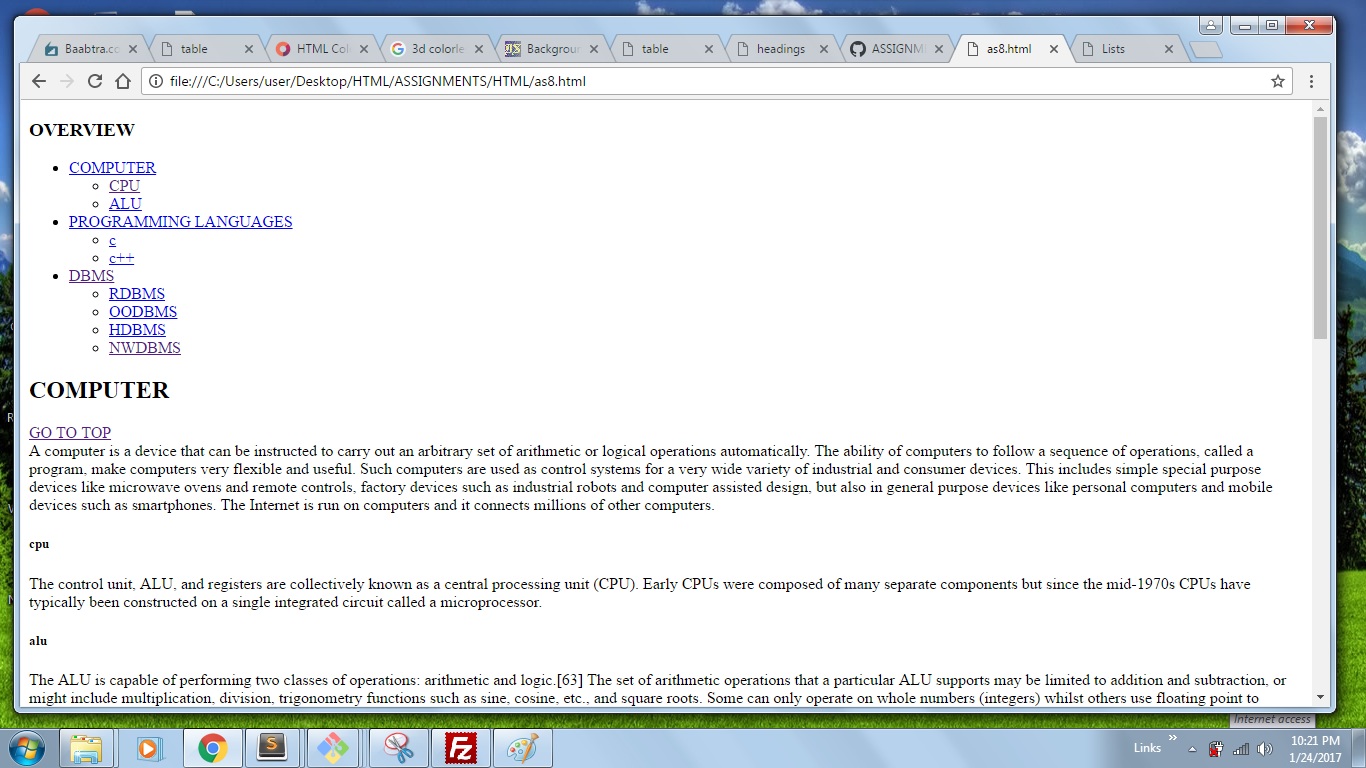 Baabtra.co
table
HTML Col
3d colorle
Backgroun
table
headings
ASSIGNM
as8.html
Lists
file:///C:/Users/user/Desktop/HTML/ASSIGNMENTS/HTML/as8.html
OVERVIEW
COMPUTER
CPU
ALU
PROGRAMMING LANGUAGES
c
c++
DBMS
RDBMS
OODBMS
HDBMS
NWDBMS
COMPUTER
GO TO TOP
A computer is a device that can be instructed to carry out an arbitrary set of arithmetic or logical operations automatically. The ability of computers to follow a sequence of operations, called a
program, make computers very flexible and useful. Such computers are used as control systems for a very wide variety of industrial and consumer devices. This includes simple special purpose
devices like microwave ovens and remote controls, factory devices such as industrial robots and computer assisted design, but also in general purpose devices like personal computers and mobile
devices such as smartphones. The Internet is run on computers and it connects millions of other computers.
cpu
The control unit, ALU, and registers are collectively known as a central processing unit (CPU). Early CPUs were composed of many separate components but since the mid-1970s CPUs have
typically been constructed on a single integrated circuit called a microprocessor.
alu
The ALU is capable of performing two classes of operations: arithmetic and logic.[63] The set of arithmetic operations that a particular ALU supports may be limited to addition and subtraction, or
might include multiplication, division, trigonometry functions such as sine, cosine, etc., and square roots. Some can only operate on whole numbers (integers) whilst others use floating point to
Internet access
Links
10:21 PM
1/24/2017